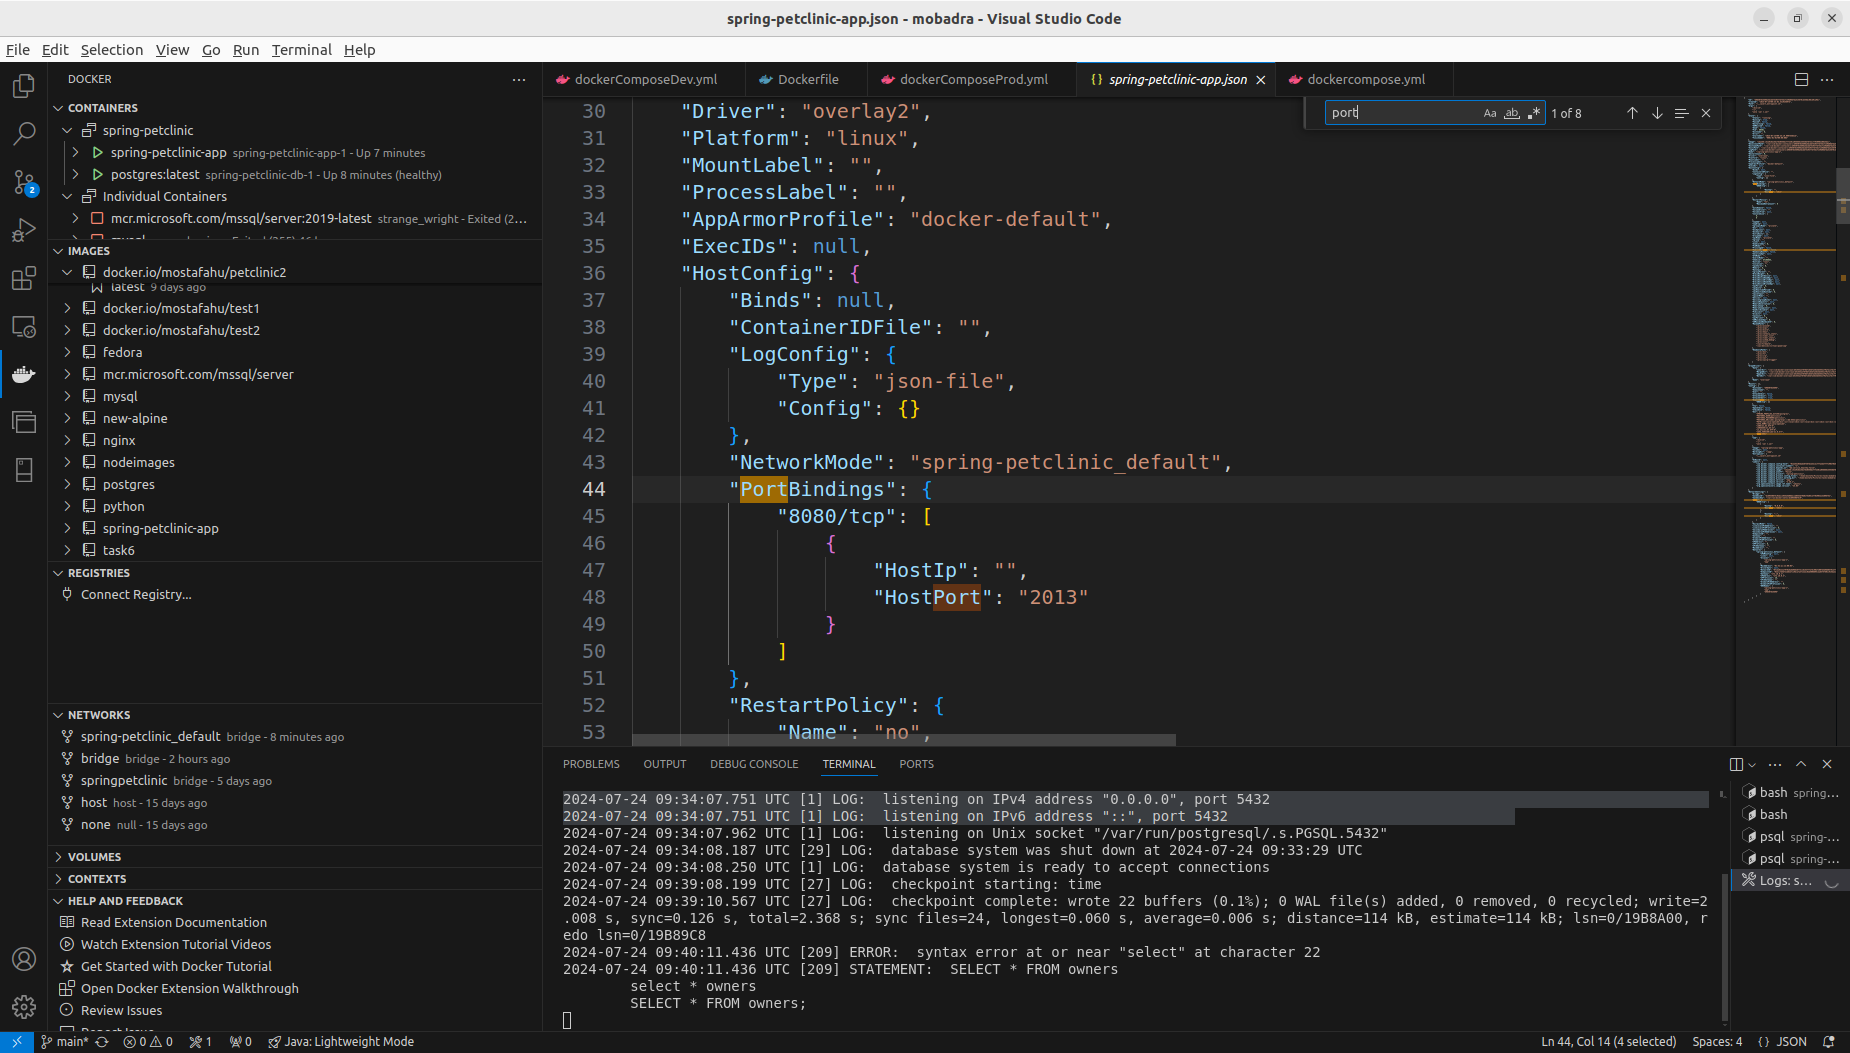 spring-petclinic-app.json - mobadra - Visual Studio Code
File Edit Selection View Go Run Terminal Help
DOCKER
dockerComposeDev.yml
Dockerfile
dockerComposeProd.yml
{} spring-petclinic-app.json
dockercompose.yml
port
Aa ab .* 1 of 8
CONTAINERS
spring-petclinic
spring-petclinic-app spring-petclinic-app-1 - Up 7 minutes
postgres:latest spring-petclinic-db-1 - Up 8 minutes (healthy)
Individual Containers
mcr.microsoft.com/mssql/server:2019-latest strange_wright - Exited (2...
IMAGES
docker.io/mostafahu/petclinic2
latest 9 days ago
docker.io/mostafahu/test1
docker.io/mostafahu/test2
fedora
mcr.microsoft.com/mssql/server
mysql
new-alpine
nginx
nodeimages
postgres
python
spring-petclinic-app
task6
REGISTRIES
Connect Registry...
NETWORKS
spring-petclinic_default bridge - 8 minutes ago
bridge bridge - 2 hours ago
springpetclinic bridge - 5 days ago
host host - 15 days ago
none null - 15 days ago
VOLUMES
CONTEXTS
HELP AND FEEDBACK
Read Extension Documentation
Watch Extension Tutorial Videos
Get Started with Docker Tutorial
Open Docker Extension Walkthrough
Review Issues
2
30 "Driver": "overlay2",
31 "Platform": "linux",
32 "MountLabel": "",
33 "ProcessLabel": "",
34 "AppArmorProfile": "docker-default",
35 "ExecIDs": null,
36 "HostConfig": {
37 "Binds": null,
38 "ContainerIDFile": "",
39 "LogConfig": {
40 "Type": "json-file",
41 "Config": {}
42 },
43 "NetworkMode": "spring-petclinic_default",
44 "PortBindings": {
45 "8080/tcp": [
46 {
47 "HostIp": "",
48 "HostPort": "2013"
49 }
50 ]
51 },
52 "RestartPolicy": {
53 "Name": "no",
PROBLEMS OUTPUT DEBUG CONSOLE TERMINAL PORTS
2024-07-24 09:34:07.751 UTC [1] LOG:  listening on IPv4 address "0.0.0.0", port 5432
2024-07-24 09:34:07.751 UTC [1] LOG:  listening on IPv6 address "::", port 5432
2024-07-24 09:34:07.962 UTC [1] LOG:  listening on Unix socket "/var/run/postgresql/.s.PGSQL.5432"
2024-07-24 09:34:08.187 UTC [29] LOG:  database system was shut down at 2024-07-24 09:33:29 UTC
2024-07-24 09:34:08.250 UTC [1] LOG:  database system is ready to accept connections
2024-07-24 09:39:08.199 UTC [27] LOG:  checkpoint starting: time
2024-07-24 09:39:10.567 UTC [27] LOG:  checkpoint complete: wrote 22 buffers (0.1%); 0 WAL file(s) added, 0 removed, 0 recycled; write=2
.008 s, sync=0.126 s, total=2.368 s; sync files=24, longest=0.060 s, average=0.006 s; distance=114 kB, estimate=114 kB; lsn=0/19B8A00, r
edo lsn=0/19B89C8
2024-07-24 09:40:11.436 UTC [209] ERROR:  syntax error at or near "select" at character 22
2024-07-24 09:40:11.436 UTC [209] STATEMENT:  SELECT * FROM owners
select * owners
SELECT * FROM owners;
bash spring...
bash
psql spring-...
psql spring-...
Logs: s...
main* 0 0 1 0 Java: Lightweight Mode
Ln 44, Col 14 (4 selected) Spaces: 4 {} JSON